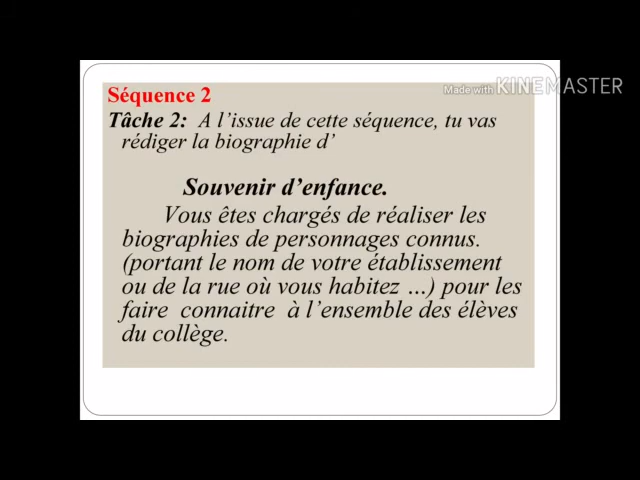 Séquence 2
Made with KINEMASTER
Tâche 2: A l'issue de cette séquence, tu vas
rédiger la biographie d'
Souvenir d'enfance.
Vous êtes chargés de réaliser les
biographies de personnages connus.
(portant le nom de votre établissement
ou de la rue où vous habitez …) pour les
faire connaitre à l'ensemble des élèves
du collège.